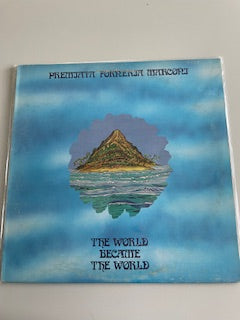 PREMIATA FORNERIA MARCONI
THE WORLD
BECAME
THE WORLD